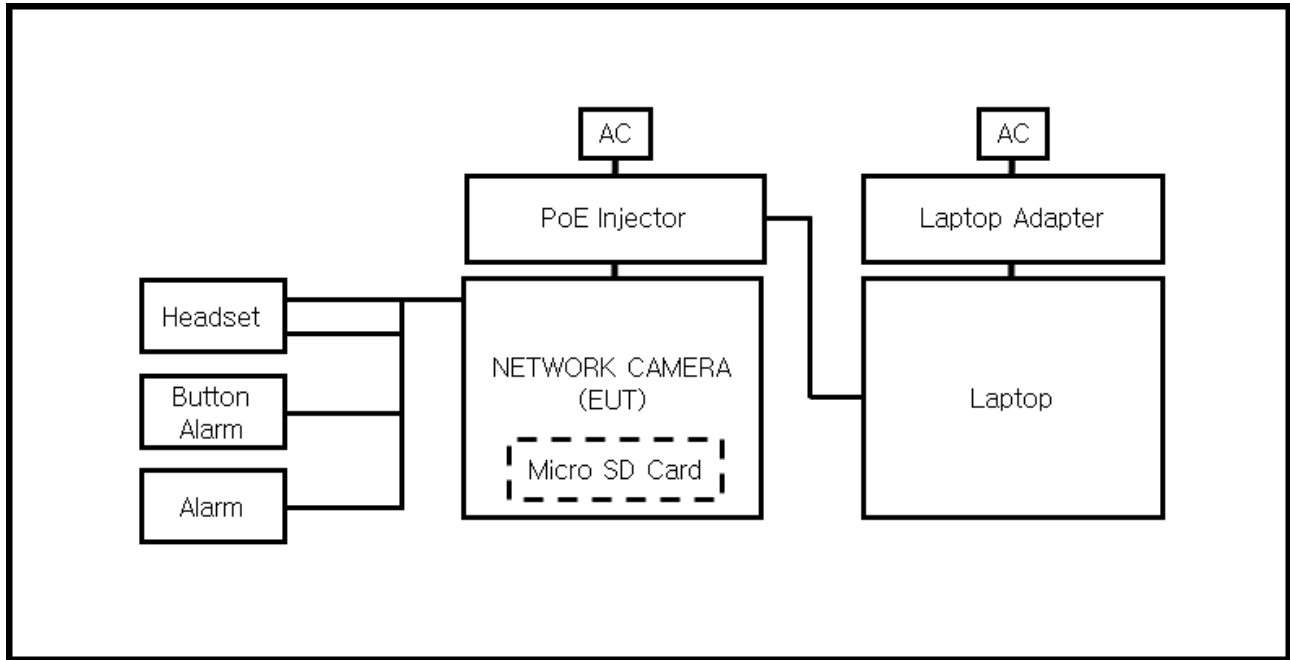 AC
AC
PoE Injector
Laptop Adapter
Headset
NETWORK CAMERA
(EUT)
Button
Alarm
Laptop
Micro SD Card
Alarm